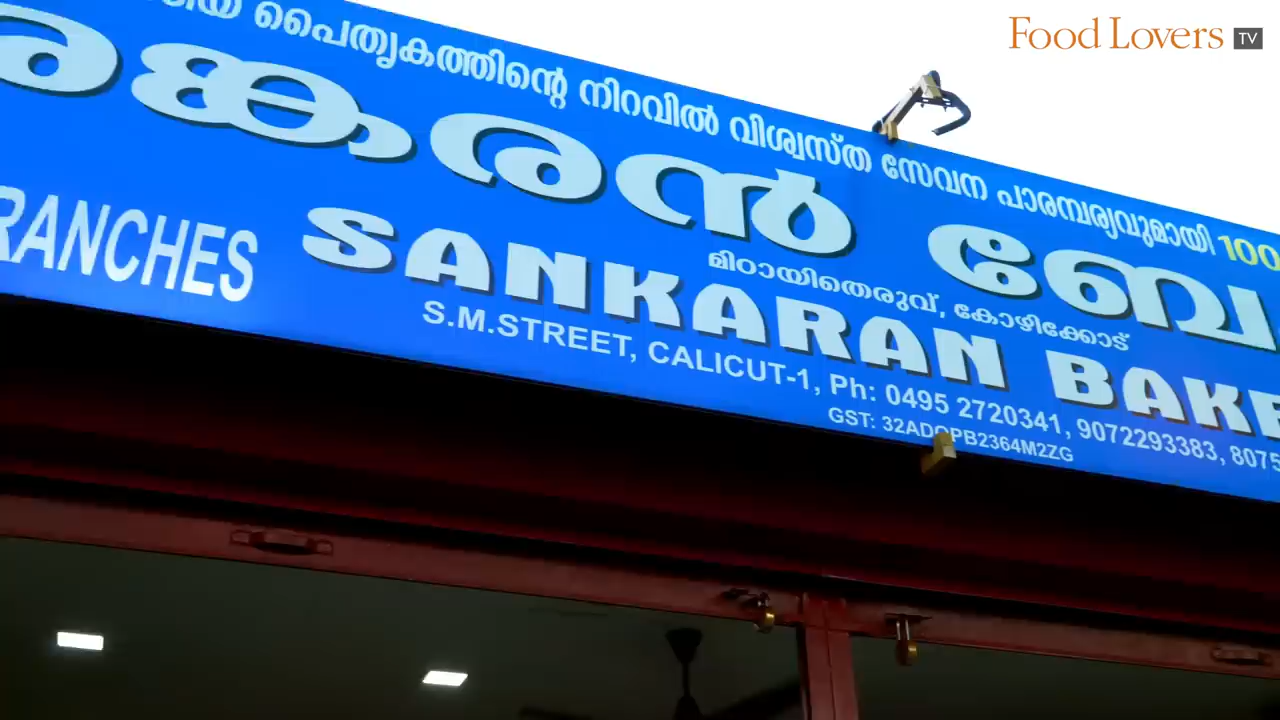 Food Lovers TV
പൈതൃകത്തിന്റെ നിറവിൽ വിശ്വസ്ത സേവന പാരമ്പര്യവുമായി 100
ങ്കരൻ ബേ
മിഠായിതെരുവ്, കോഴിക്കോട്
RANCHES
SANKARAN BAKE
S.M.STREET, CALICUT-1, Ph: 0495 2720341, 9072293383, 8075
GST: 32ADOPB2364M2ZG